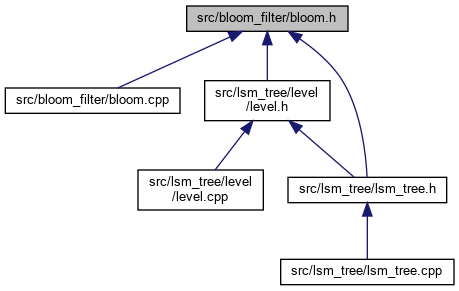 src/bloom_filter/bloom.h
src/bloom_filter/bloom.cpp
src/lsm_tree/level
/level.h
src/lsm_tree/level
/level.cpp
src/lsm_tree/lsm_tree.h
src/lsm_tree/lsm_tree.cpp